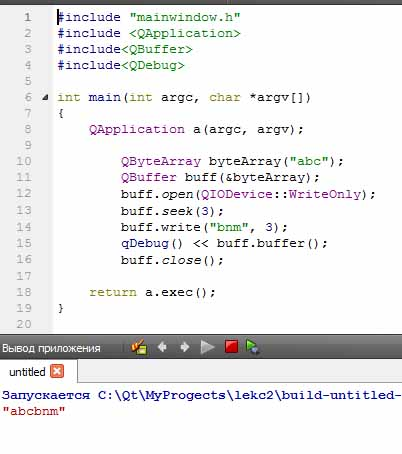 1 #include "mainwindow.h"
2 #include <QApplication>
3 #include<QBuffer>
4 #include<QDebug>
5
6 int main(int argc, char *argv[])
7 {
8 QApplication a(argc, argv);
9
10 QByteArray byteArray("abc");
11 QBuffer buff(&byteArray);
12 buff.open(QIODevice::WriteOnly);
13 buff.seek(3);
14 buff.write("bnm", 3);
15 qDebug() << buff.buffer();
16 buff.close();
17
18 return a.exec();
19 }
20
Вывод приложения
untitled
Запускается C:\Qt\MyProgects\lekc2\build-untitled-
"abcbnm"